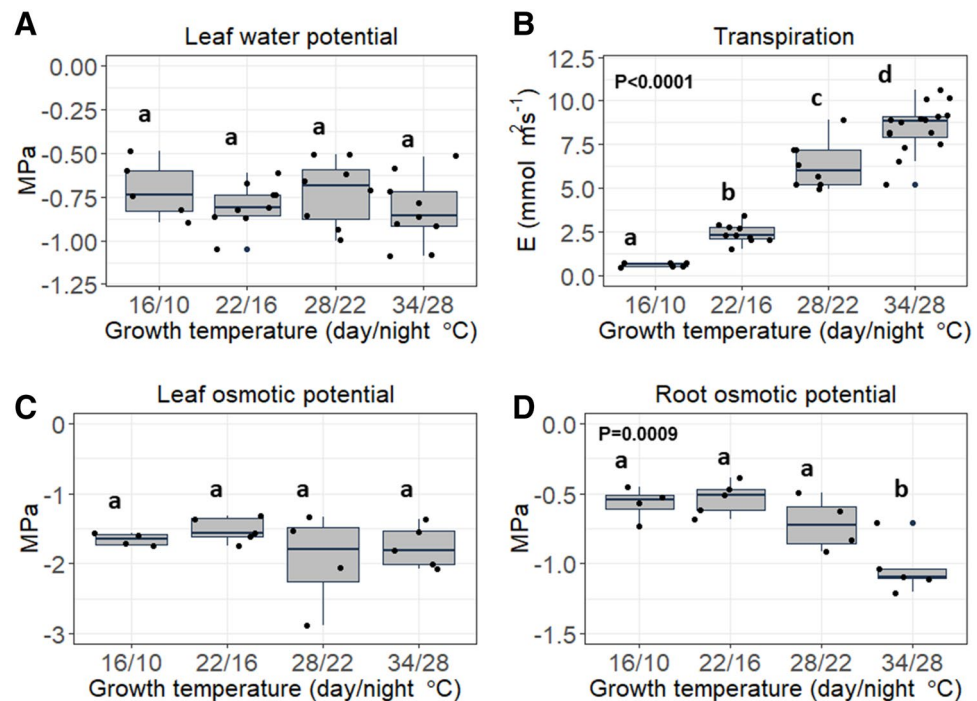 A
Leaf water potential
0.00
-0.25
-0.50
-0.75
-1.00
-1.25
MPa
a
a
a
a
16/10 22/16 28/22 34/28
Growth temperature (day/night °C)
B
Transpiration
12.5
10.0
7.5
5.0
2.5
0.0
E (mmol m²s⁻¹)
P<0.0001
a
b
c
d
16/10 22/16 28/22 34/28
Growth temperature (day/night °C)
C
Leaf osmotic potential
0
-1
-2
-3
MPa
a
a
a
a
16/10 22/16 28/22 34/28
Growth temperature (day/night °C)
D
Root osmotic potential
0.0
-0.5
-1.0
-1.5
MPa
P=0.0009
a
a
a
b
16/10 22/16 28/22 34/28
Growth temperature (day/night °C)